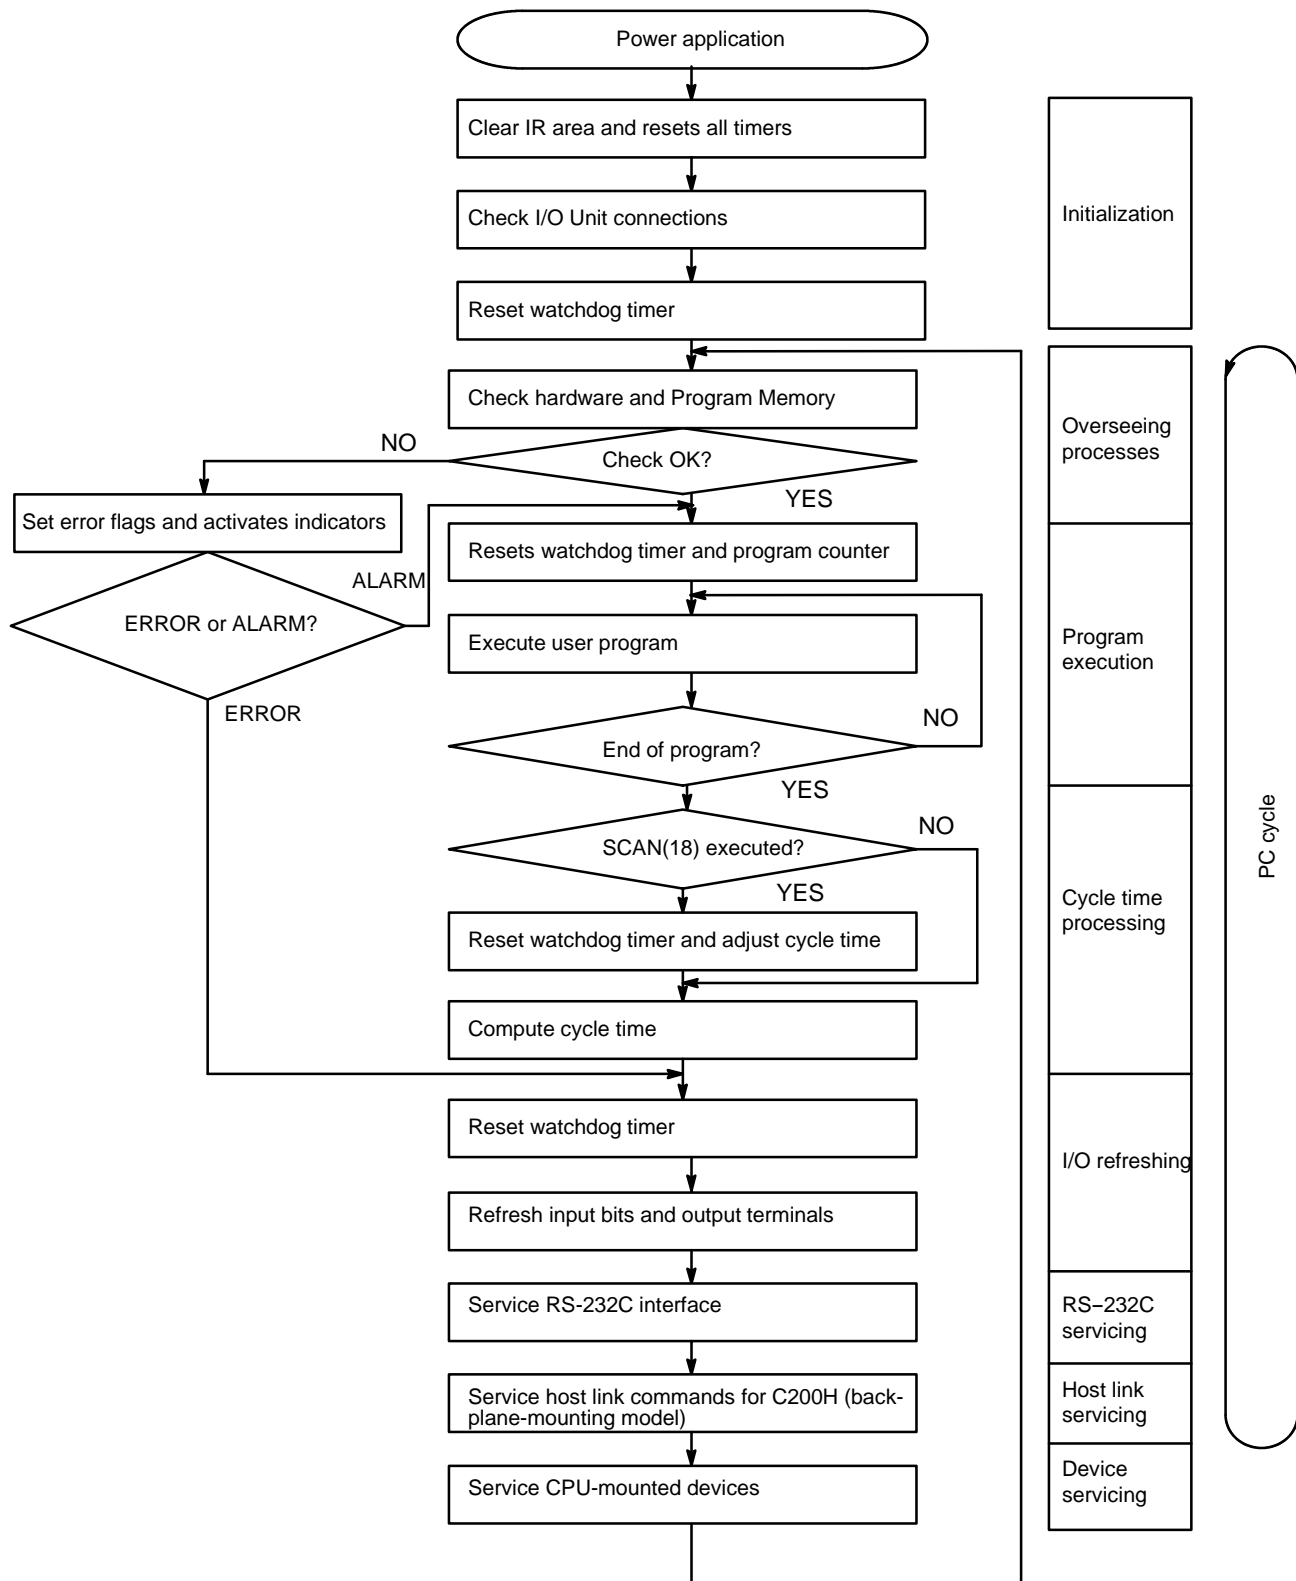 Power application
Clear IR area and resets all timers
Check I/O Unit connections
Initialization
Reset watchdog timer
Check hardware and Program Memory
Overseeing
processes
NO
Check OK?
YES
Set error flags and activates indicators
Resets watchdog timer and program counter
ALARM
ERROR or ALARM?
Execute user program
Program
execution
ERROR
NO
End of program?
YES
NO
SCAN(18) executed?
YES
PC cycle
Cycle time
processing
Reset watchdog timer and adjust cycle time
Compute cycle time
Reset watchdog timer
I/O refreshing
Refresh input bits and output terminals
Service RS-232C interface
RS–232C
servicing
Service host link commands for C200H (back-
plane-mounting model)
Host link
servicing
Service CPU-mounted devices
Device
servicing